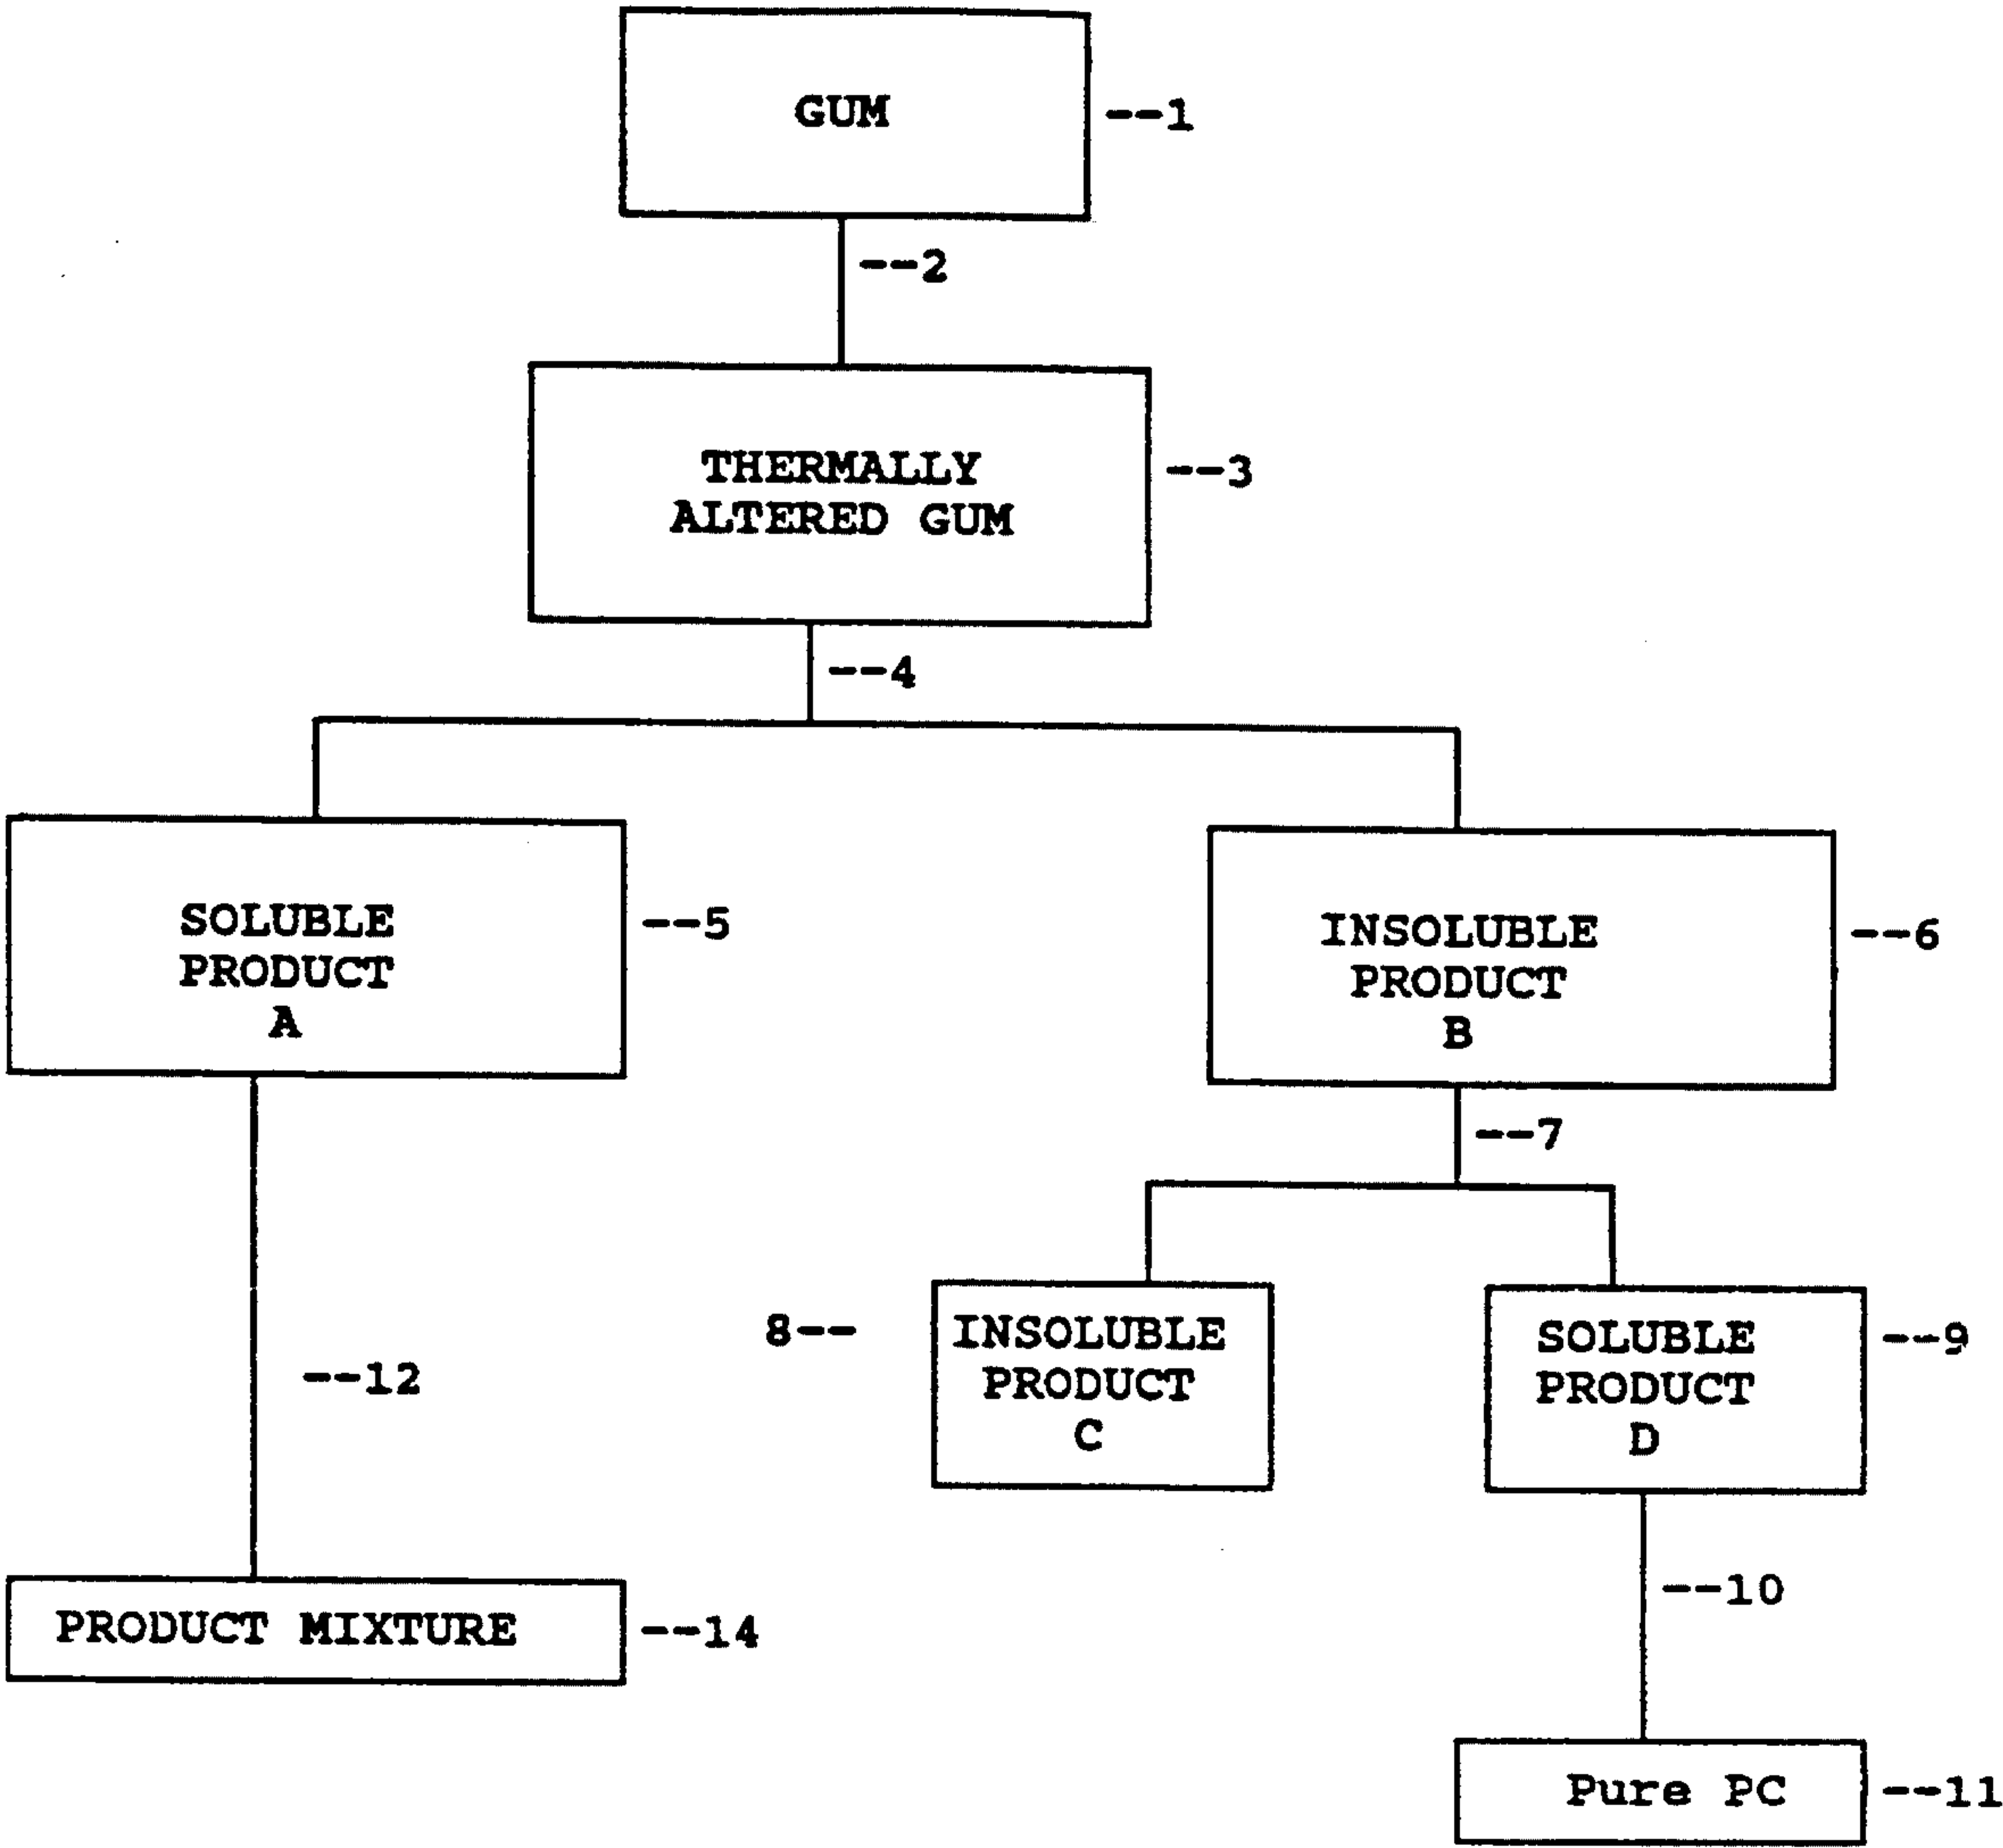 GUM
--1
--2
THERMALLY
ALTERED GUM
--3
--4
SOLUBLE
PRODUCT
A
--5
INSOLUBLE
PRODUCT
B
--6
--7
8--
INSOLUBLE
PRODUCT
C
SOLUBLE
PRODUCT
D
--9
--12
--10
PRODUCT MIXTURE
--14
Pure PC
--11